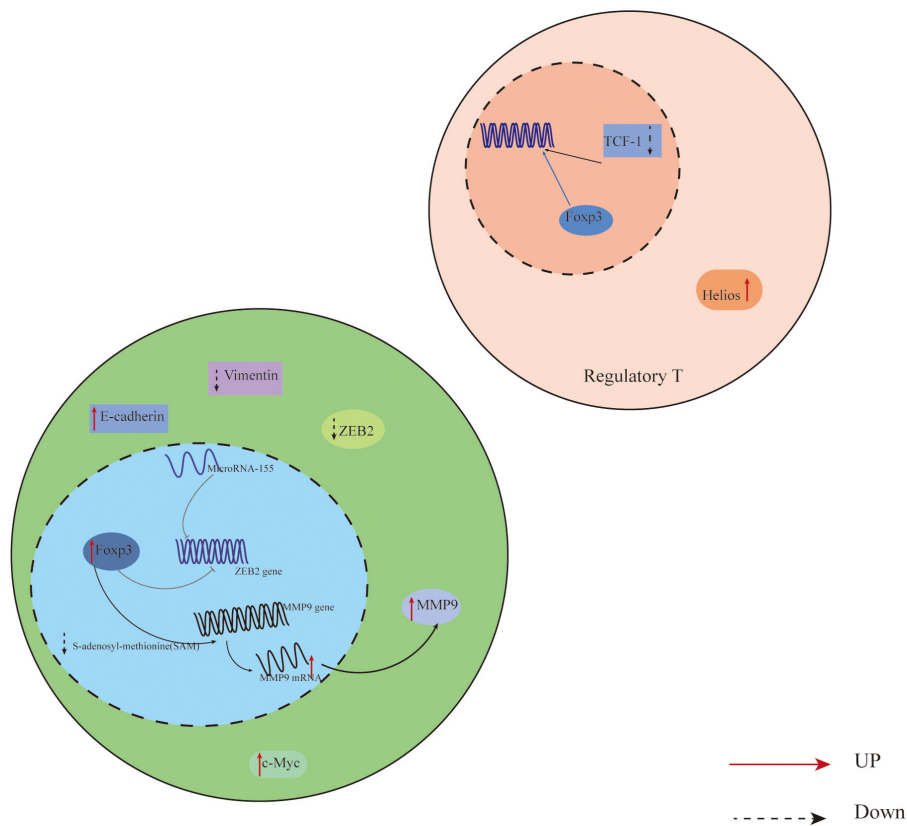 TCF-1
Foxp3
Helios
Regulatory T
Vimentin
E-cadherin
ZEB2
MicroRNA-155
Foxp3
ZEB2 gene
MMP9 gene
MMP9
S-adenosyl-methionine(SAM)
MMP9 mRNA
c-Myc
UP
Down